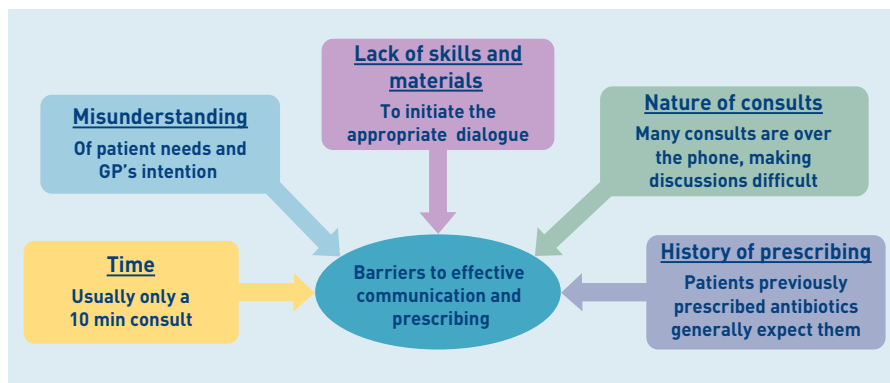 Lack of skills and
materials
To initiate the
appropriate dialogue
Misunderstanding
Of patient needs and
GP's intention
Nature of consults
Many consults are over
the phone, making
discussions difficult
Time
Usually only a
10 min consult
Barriers to effective
communication and
prescribing
History of prescribing
Patients previously
prescribed antibiotics
generally expect them